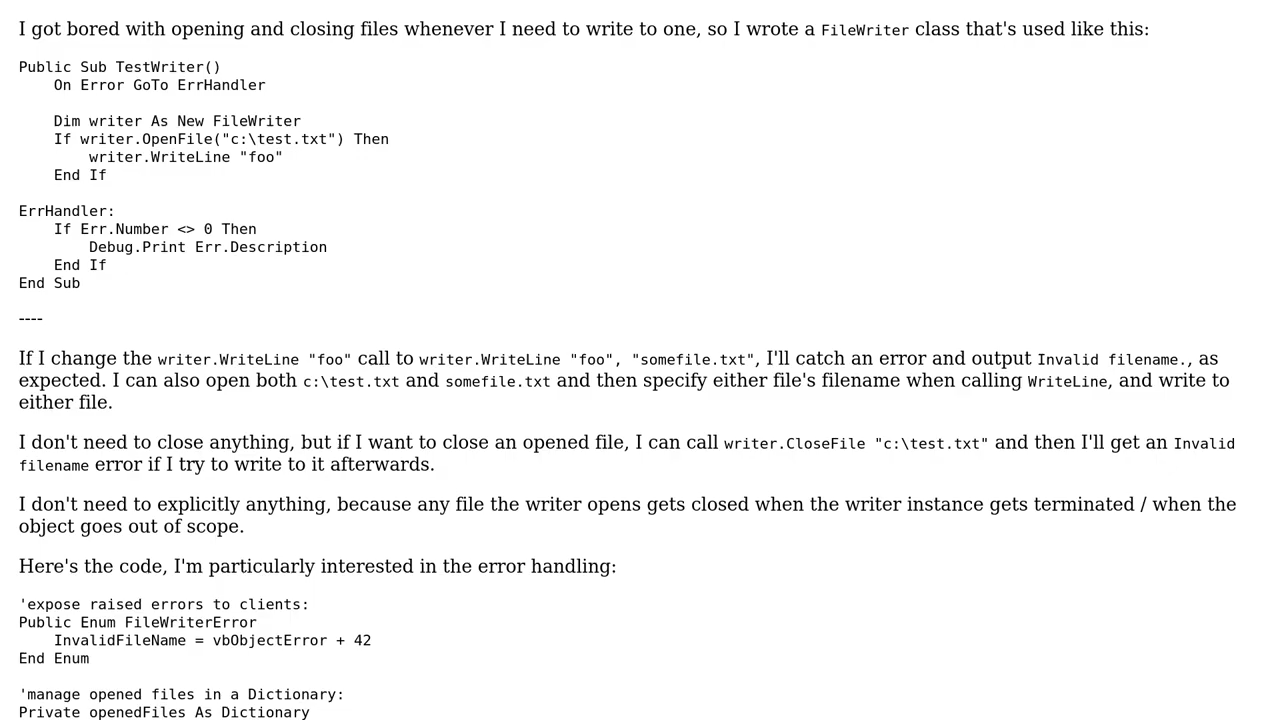 I got bored with opening and closing files whenever I need to write to one, so I wrote a FileWriter class that's used like this:
Public Sub TestWriter()
    On Error GoTo ErrHandler
    Dim writer As New FileWriter
    If writer.OpenFile("c:\test.txt") Then
        writer.WriteLine "foo"
    End If
ErrHandler:
    If Err.Number <> 0 Then
        Debug.Print Err.Description
    End If
End Sub
----
If I change the writer.WriteLine "foo" call to writer.WriteLine "foo", "somefile.txt", I'll catch an error and output Invalid filename., as
expected. I can also open both c:\test.txt and somefile.txt and then specify either file's filename when calling WriteLine, and write to
either file.
I don't need to close anything, but if I want to close an opened file, I can call writer.CloseFile "c:\test.txt" and then I'll get an Invalid
filename error if I try to write to it afterwards.
I don't need to explicitly anything, because any file the writer opens gets closed when the writer instance gets terminated / when the
object goes out of scope.
Here's the code, I'm particularly interested in the error handling:
'expose raised errors to clients:
Public Enum FileWriterError
    InvalidFileName = vbObjectError + 42
End Enum
'manage opened files in a Dictionary:
Private openedFiles As Dictionary